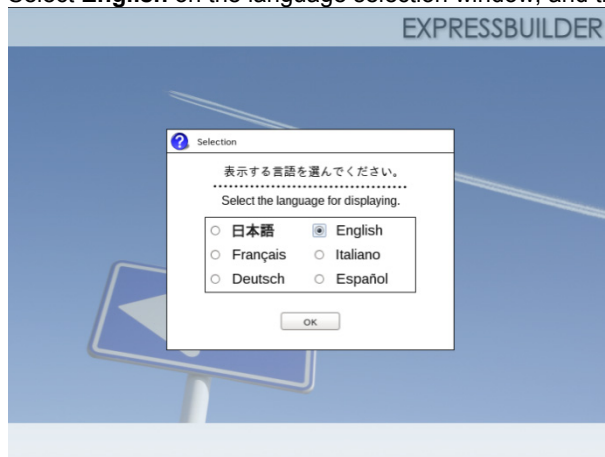 Select English on the language selection window, and
EXPRESSBUILDER
Selection
表示する言語を選んでください。
Select the language for displaying.
日本語 English
Français Italiano
Deutsch Español
OK